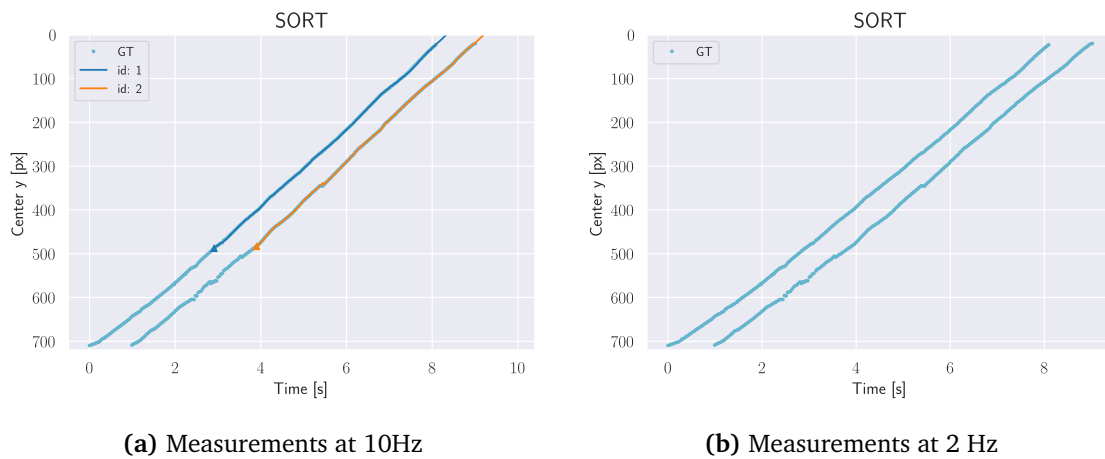 SORT
GT
id: 1
id: 2
0
100
200
300
400
500
600
700
Center y [px]
0 2 4 6 8 10
Time [s]
(a) Measurements at 10Hz
SORT
GT
0
100
200
300
400
500
600
700
Center y [px]
0 2 4 6 8
Time [s]
(b) Measurements at 2 Hz